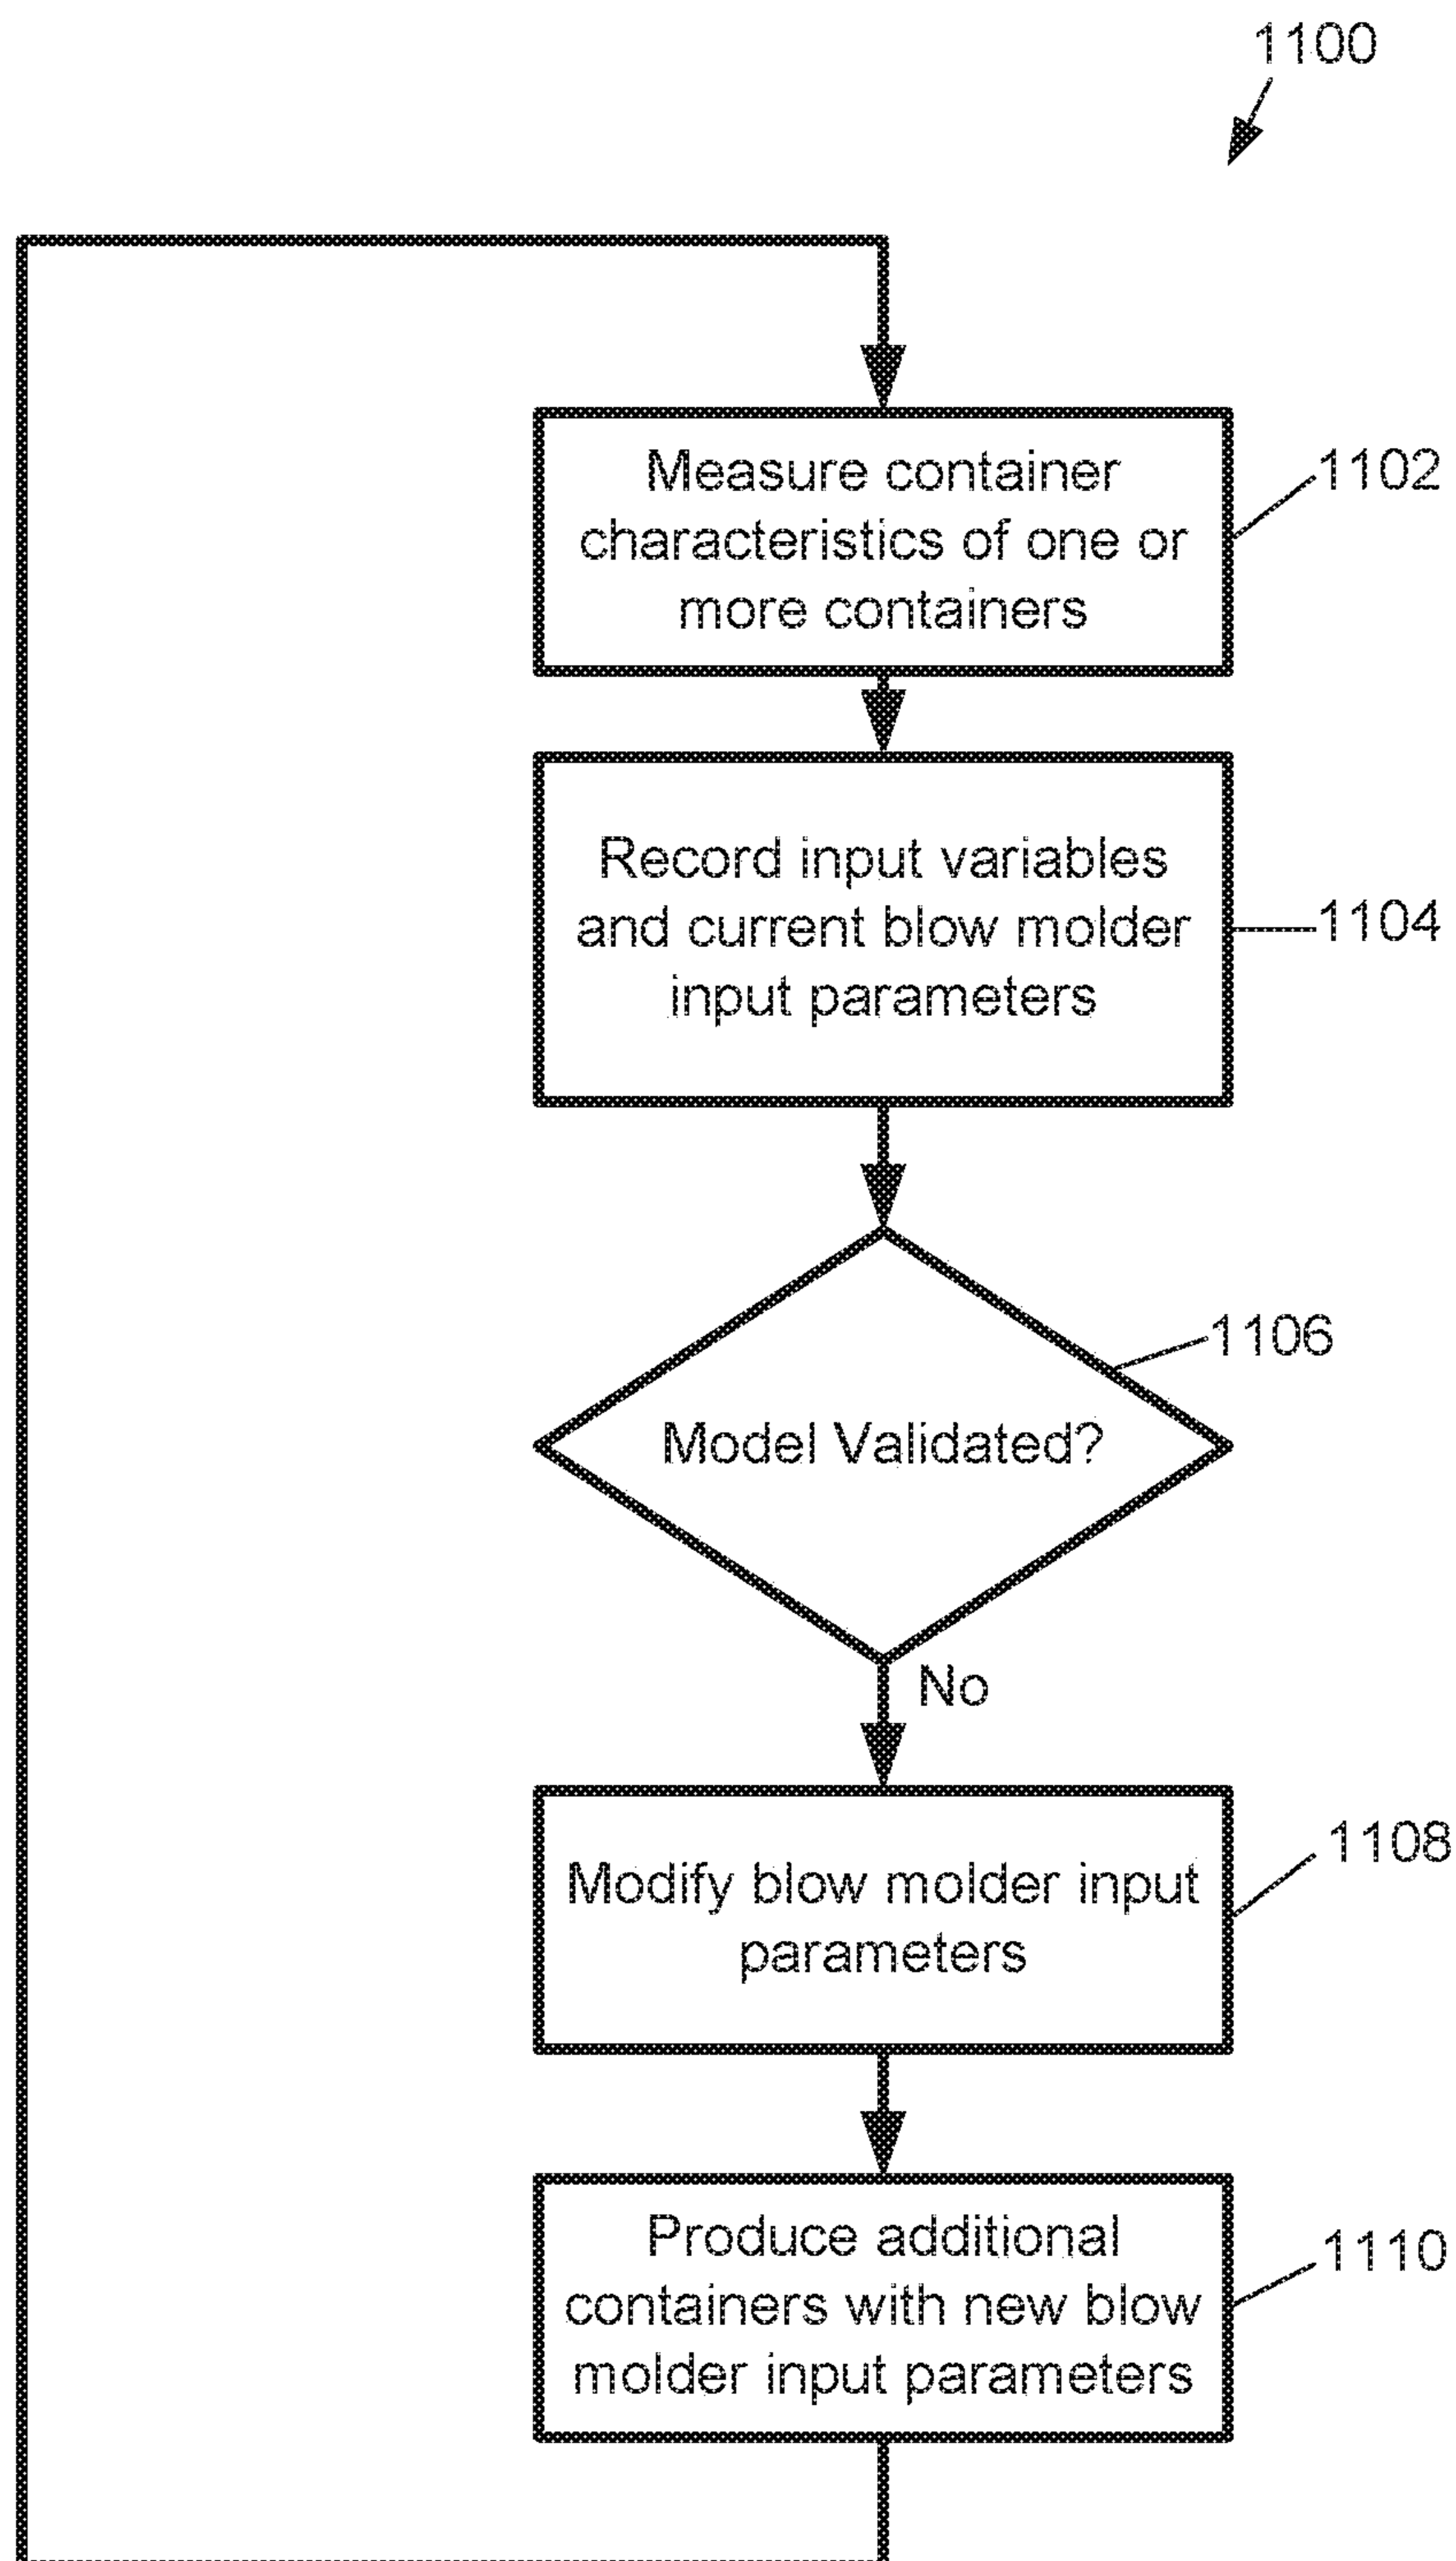 1100
Measure container
characteristics of one or
more containers
1102
Record input variables
and current blow molder
input parameters
1104
1106
Model Validated?
No
Modify blow molder input
parameters
1108
Produce additional
containers with new blow
molder input parameters
1110